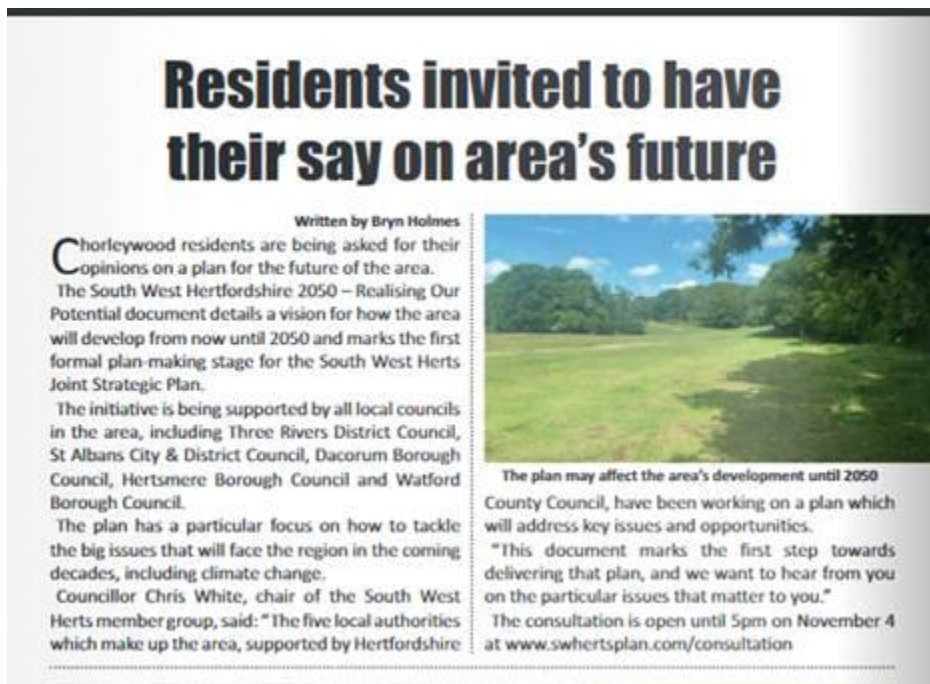 Residents invited to have
their say on area's future
Written by Bryn Holmes
Chorleywood residents are being asked for their
opinions on a plan for the future of the area.
The South West Hertfordshire 2050 – Realising Our
Potential document details a vision for how the area
will develop from now until 2050 and marks the first
formal plan-making stage for the South West Herts
Joint Strategic Plan.
The initiative is being supported by all local councils
in the area, including Three Rivers District Council,
St Albans City & District Council, Dacorum Borough
Council, Hertsmere Borough Council and Watford
Borough Council.
The plan has a particular focus on how to tackle
the big issues that will face the region in the coming
decades, including climate change.
Councillor Chris White, chair of the South West
Herts member group, said: "The five local authorities
which make up the area, supported by Hertfordshire
The plan may affect the area's development until 2050
County Council, have been working on a plan which
will address key issues and opportunities.
"This document marks the first step towards
delivering that plan, and we want to hear from you
on the particular issues that matter to you."
The consultation is open until 5pm on November 4
at www.swhertsplan.com/consultation